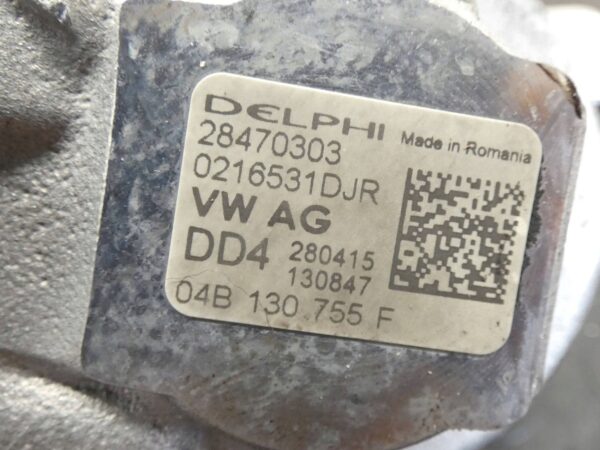 DELPHI
28470303 Made in Romania
0216531DJR
VW AG
DD4 280415
130847
04B 130 755 F